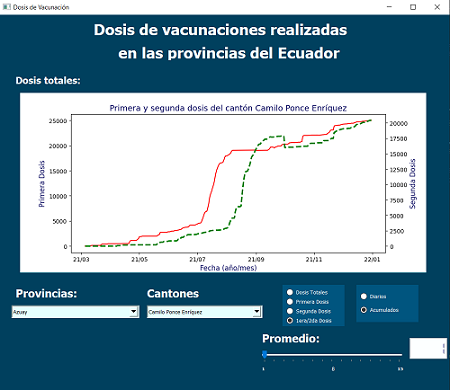 Dosis de Vacunación
Dosis de vacunaciones realizadas
en las provincias del Ecuador
Dosis totales:
Primera y segunda dosis del cantón Camilo Ponce Enríquez
25000
20000
15000
10000
5000
0
Primera Dosis
20000
17500
15000
12500
10000
7500
5000
2500
0
Segunda Dosis
21/03 21/05 21/07 21/09 21/11 22/01
Fecha (año/mes)
Provincias:
Azuay
Cantones
Camilo Ponce Enríquez
Dosis Totales
Primera Dosis
Segunda Dosis
1era/2da Dosis
Diarios
Acumulados
Promedio:
1 8